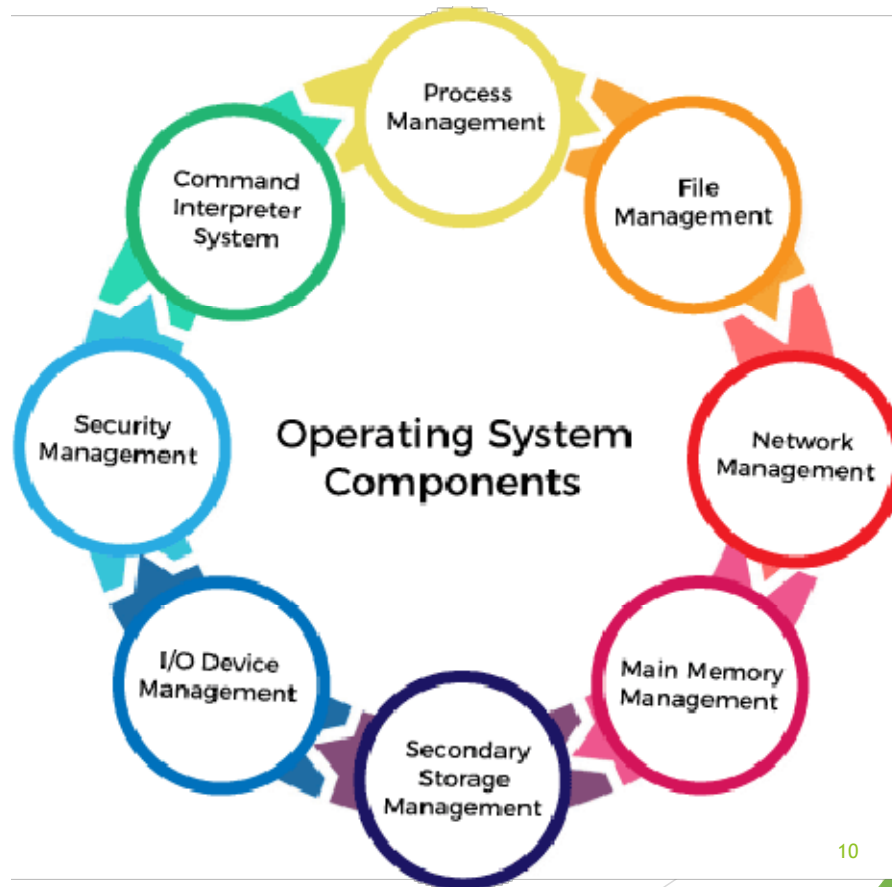 Process
Management
File
Management
Network
Management
Main Memory
Management
Secondary
Storage
Management
I/O Device
Management
Security
Management
Command
Interpreter
System
Operating System
Components
10